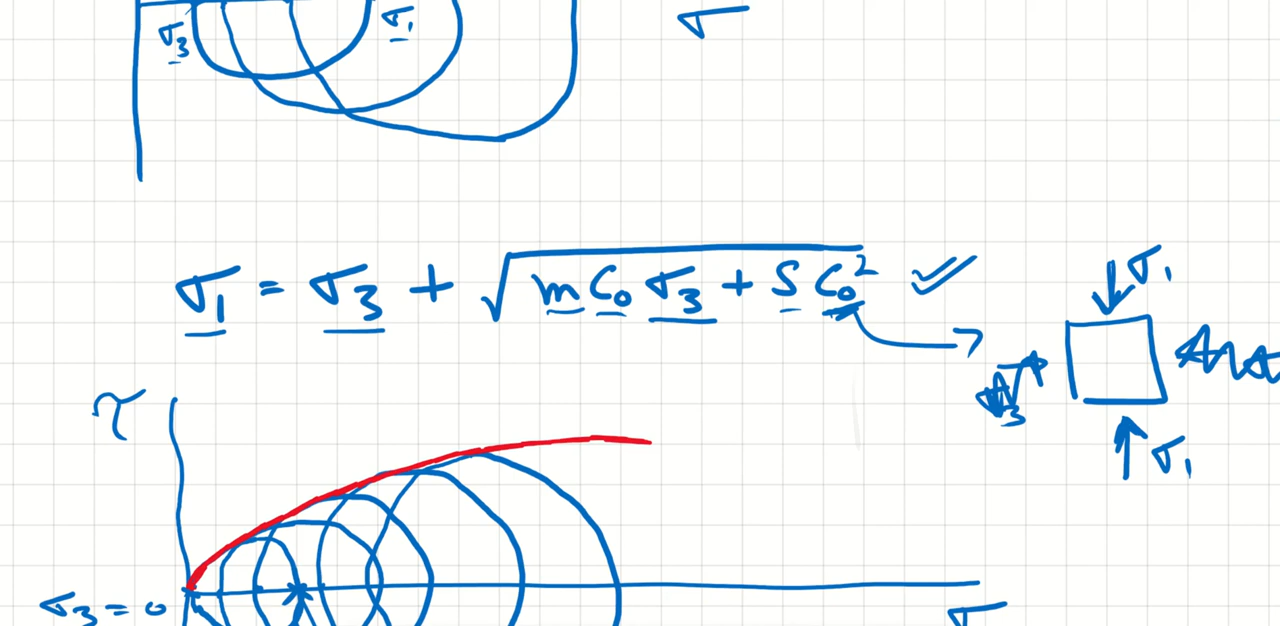 σ₃ σ₁ σ
σ₁ = σ₃ + √(m C₀ σ₃ + S C₀²)
σ₁
σ₃
σ₁
τ
σ₃ = 0
σ